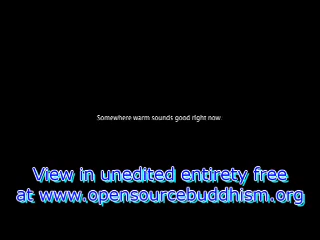 Somewhere warm sounds good right now.
View in unedited entirety free
at www.opensourcebuddhism.org